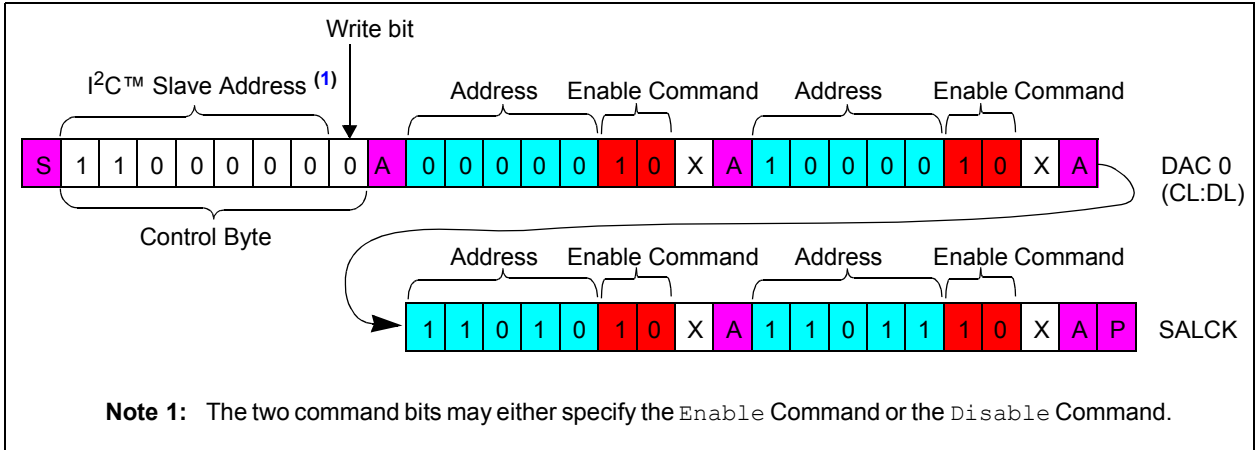 Write bit
I²C™ Slave Address (1)
Address Enable Command Address Enable Command
S 1 1 0 0 0 0 0 0 A 0 0 0 0 0 1 0 X A 1 0 0 0 0 1 0 X A DAC 0
(CL:DL)
Control Byte
Address Enable Command Address Enable Command
1 1 0 1 0 1 0 X A 1 1 0 1 1 1 0 X A P SALCK
Note 1: The two command bits may either specify the Enable Command or the Disable Command.